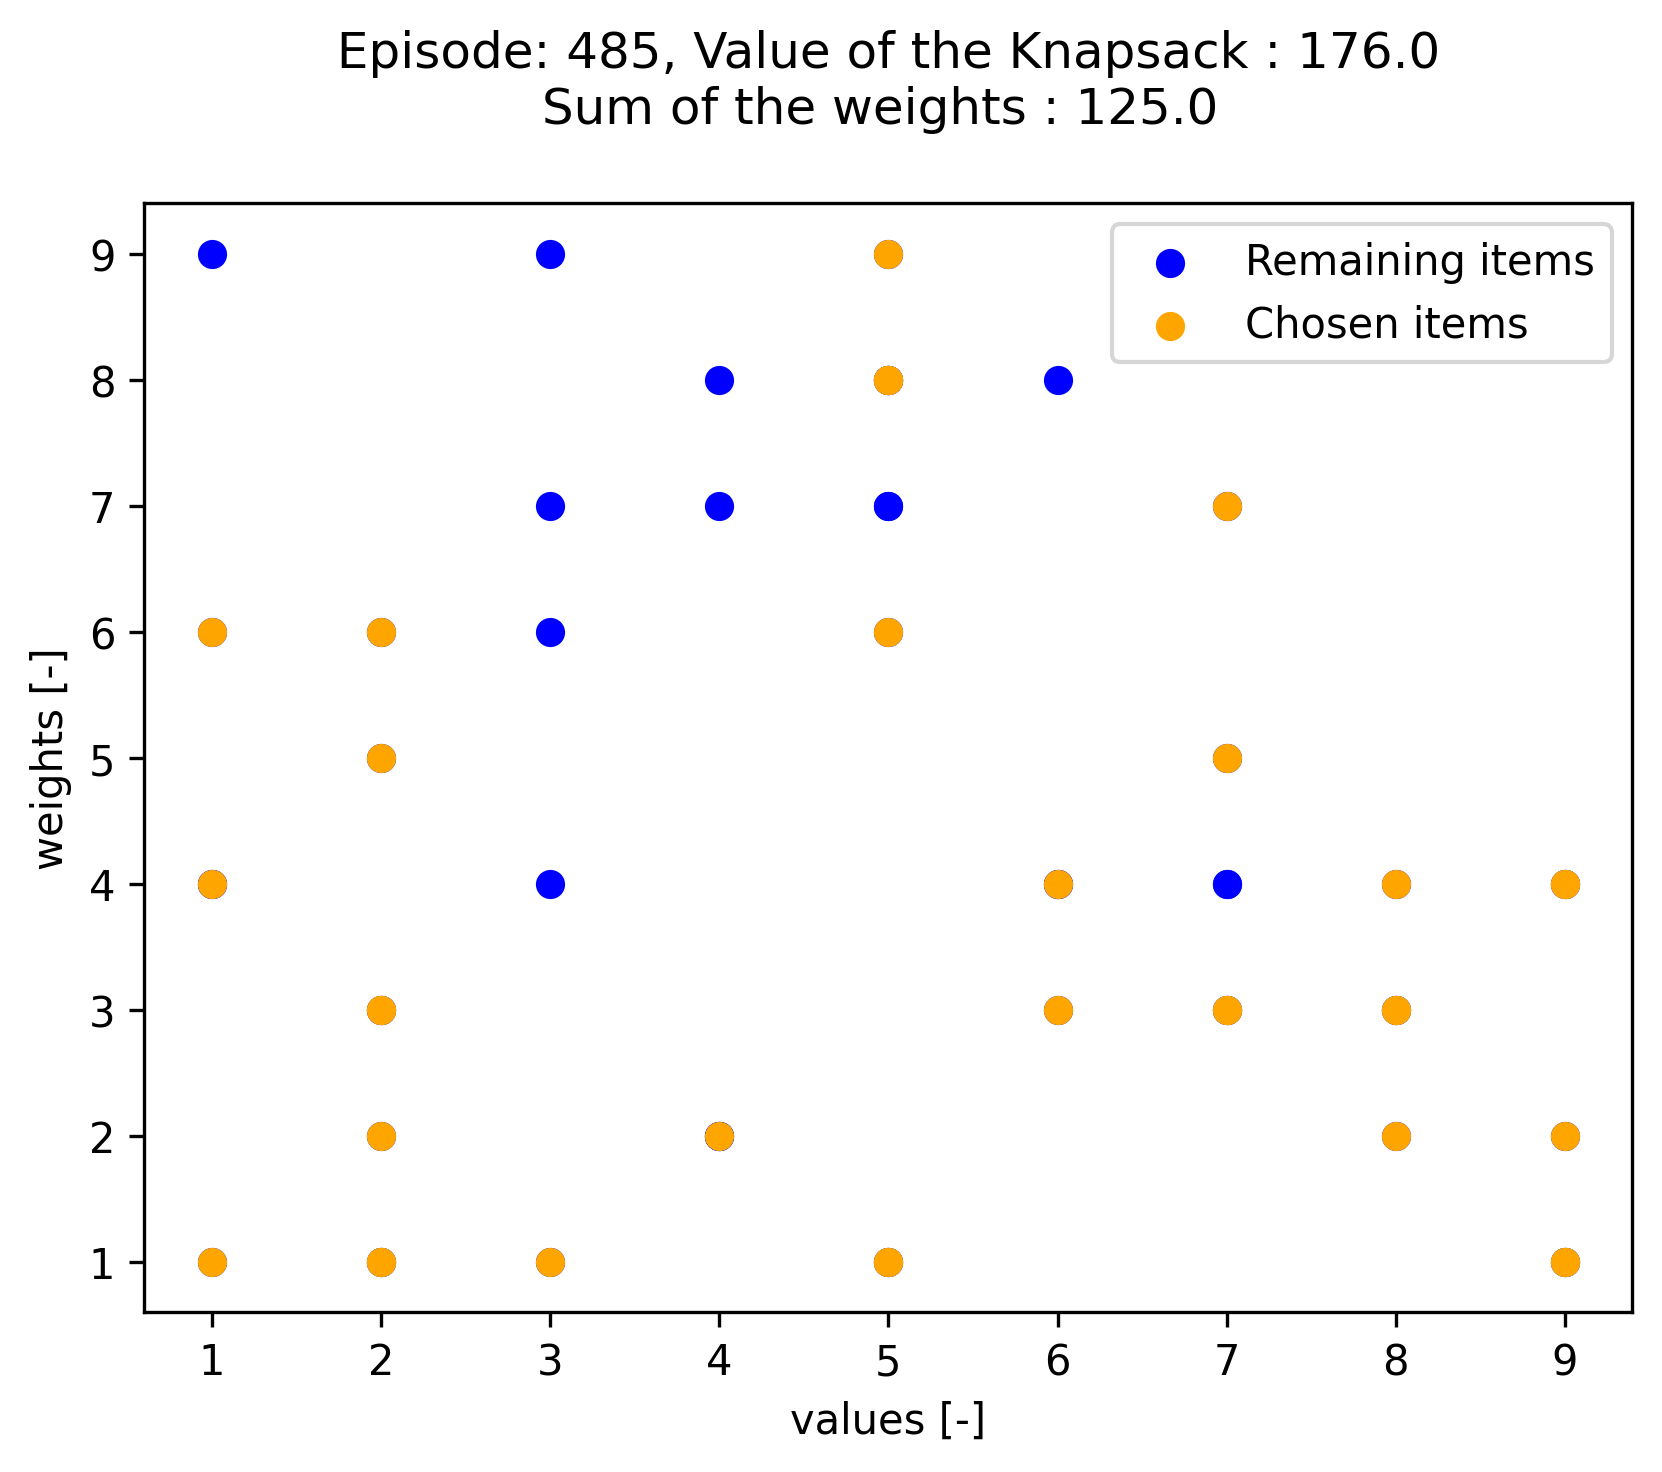 Episode: 485, Value of the Knapsack : 176.0
Sum of the weights : 125.0
Remaining items
Chosen items
9
8
7
6
5
4
3
2
1
weights [-]
1 2 3 4 5 6 7 8 9
values [-]